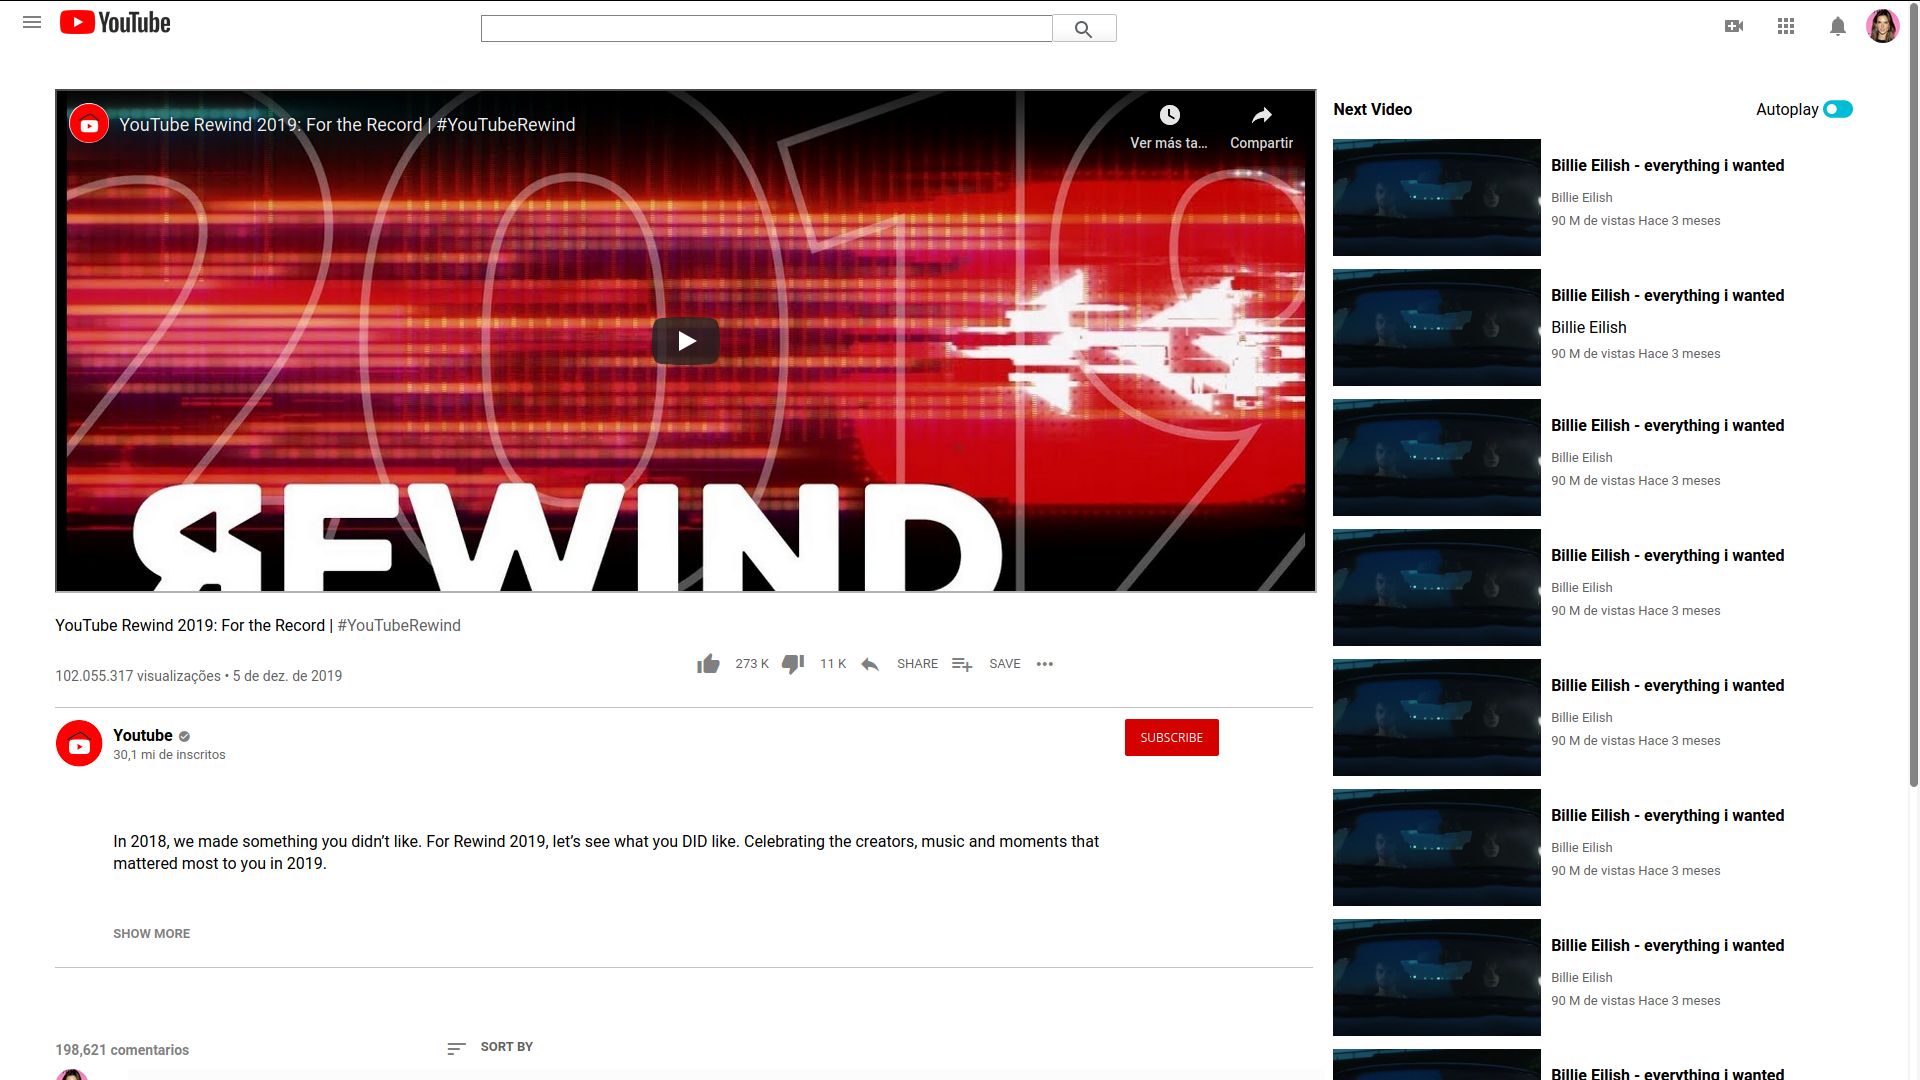 YouTube
YouTube Rewind 2019: For the Record | #YouTubeRewind
Ver más ta...
Compartir
2019
REWIND
YouTube Rewind 2019: For the Record | #YouTubeRewind
102.055.317 visualizações • 5 de dez. de 2019
273 K
11 K
SHARE
SAVE
Youtube
30,1 mi de inscritos
SUBSCRIBE
In 2018, we made something you didn’t like. For Rewind 2019, let’s see what you DID like. Celebrating the creators, music and moments that
mattered most to you in 2019.
SHOW MORE
198,621 comentarios
SORT BY
Next Video
Autoplay
Billie Eilish - everything i wanted
Billie Eilish
90 M de vistas Hace 3 meses
Billie Eilish - everything i wanted
Billie Eilish
90 M de vistas Hace 3 meses
Billie Eilish - everything i wanted
Billie Eilish
90 M de vistas Hace 3 meses
Billie Eilish - everything i wanted
Billie Eilish
90 M de vistas Hace 3 meses
Billie Eilish - everything i wanted
Billie Eilish
90 M de vistas Hace 3 meses
Billie Eilish - everything i wanted
Billie Eilish
90 M de vistas Hace 3 meses
Billie Eilish - everything i wanted
Billie Eilish
90 M de vistas Hace 3 meses
Billie Eilish - everything i wanted